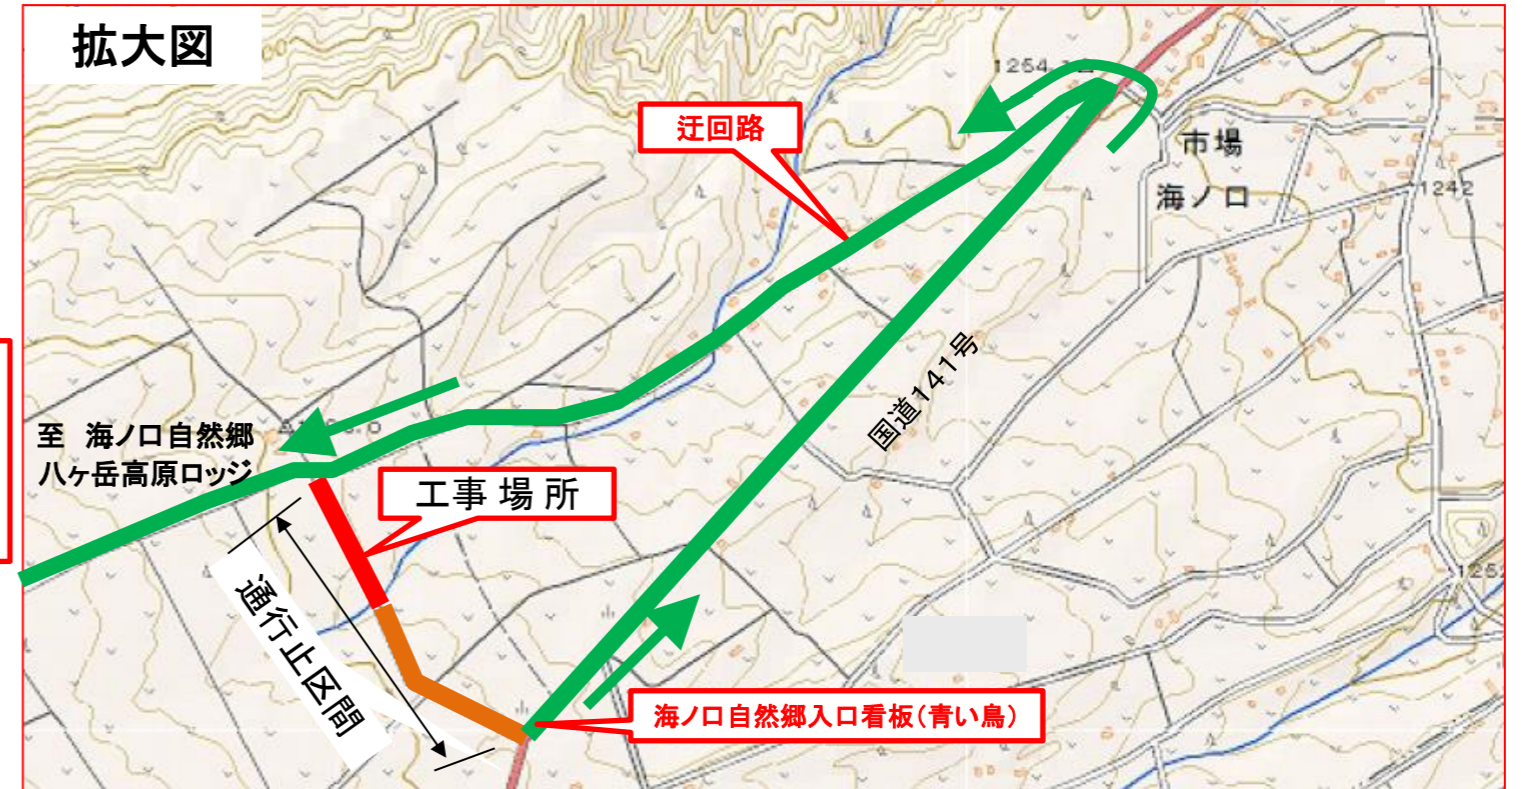 拡大図
1254
迂回路
市場
海ノ口
1242
国道141号
至 海ノ口自然郷
八ヶ岳高原ロッジ
工事場所
通行止区間
海ノ口自然郷入口看板(青い鳥)